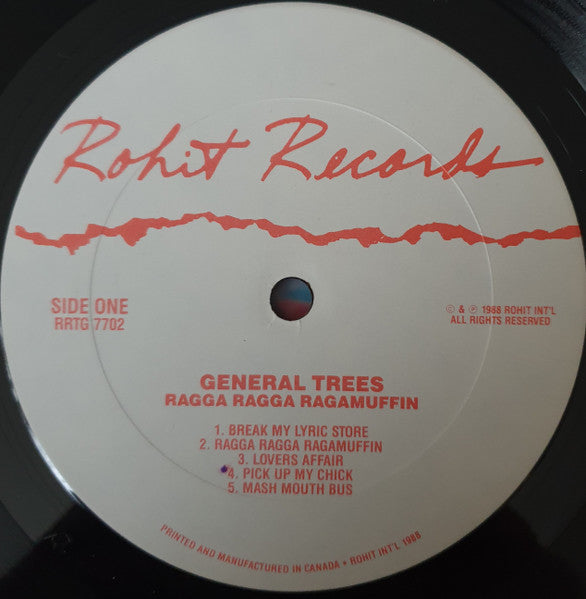 Rohit Records
SIDE ONE
RRTG 7702
© & ℗ 1988 ROHIT INT'L
ALL RIGHTS RESERVED
GENERAL TREES
RAGGA RAGGA RAGAMUFFIN
1. BREAK MY LYRIC STORE
2. RAGGA RAGGA RAGAMUFFIN
3. LOVERS AFFAIR
4. PICK UP MY CHICK
5. MASH MOUTH BUS
PRINTED AND MANUFACTURED IN CANADA • ROHIT INT'L 1988